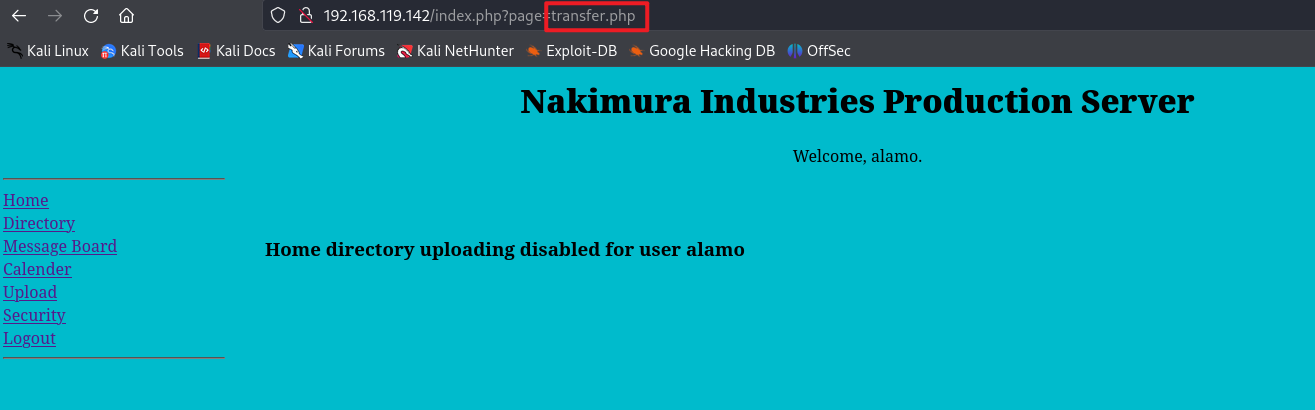 192.168.119.142/index.php?page=transfer.php
Kali Linux Kali Tools Kali Docs Kali Forums Kali NetHunter Exploit-DB Google Hacking DB OffSec
Nakimura Industries Production Server
Welcome, alamo.
Home
Directory
Message Board
Calender
Upload
Security
Logout
Home directory uploading disabled for user alamo